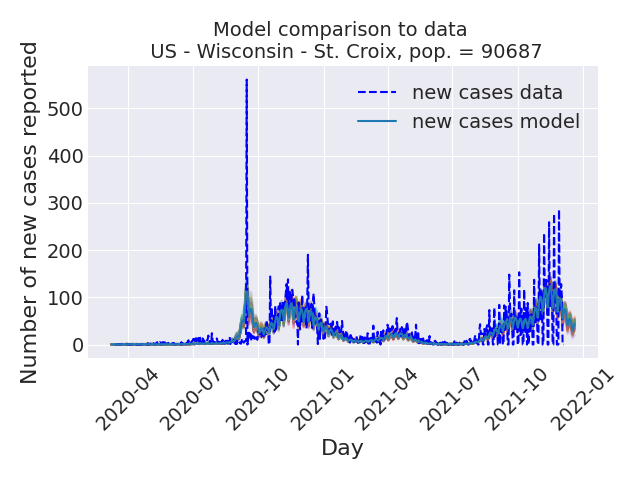 Model comparison to data
US - Wisconsin - St. Croix, pop. = 90687
Number of new cases reported
500
400
300
200
100
0
new cases data
new cases model
2020-04
2020-07
2020-10
2021-01
2021-04
2021-07
2021-10
2022-01
Day